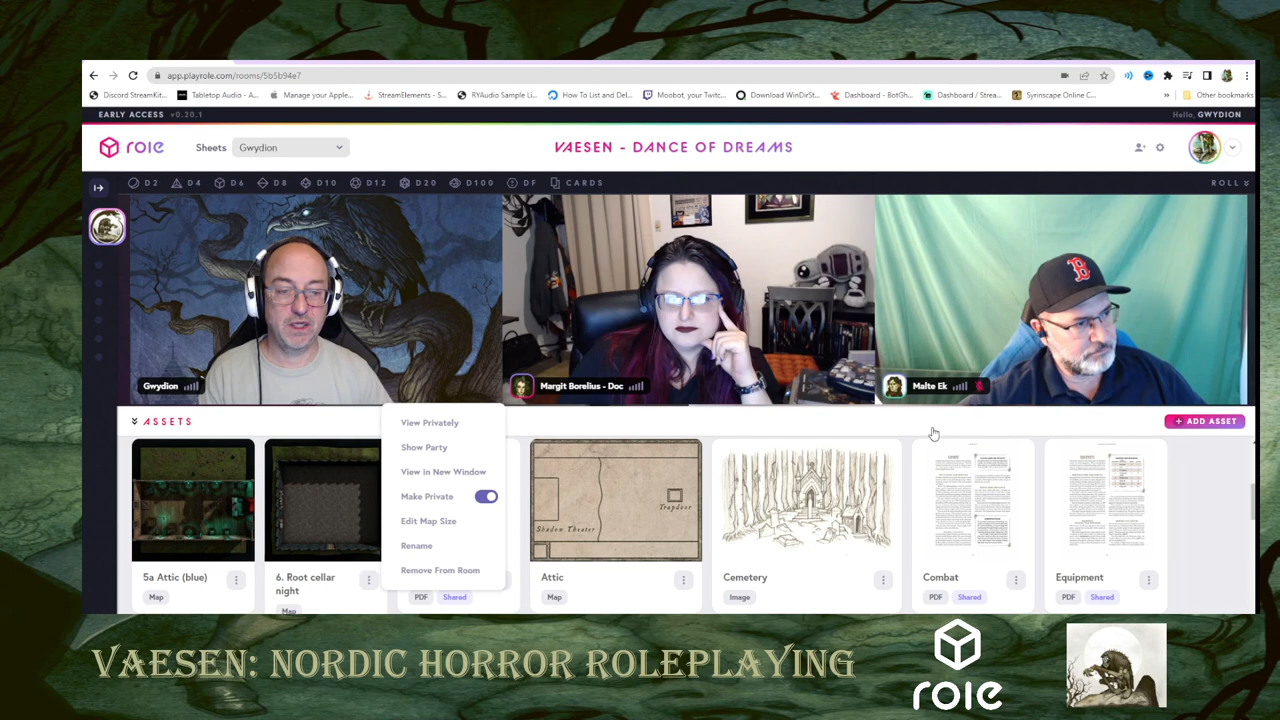 app.playrole.com/rooms/5b5b94e7
Discord StreamKit... Tabletop Audio - A... Manage your Apple... StreamElements - S... RYAudio Sample Li... How To List and Del... Moobot, your Twitc... Download WinDirSt... Dashboard - BotGh... Dashboard / Strea... Syrinscape Online C... » Other bookmarks
EARLY ACCESS v0.20.1 Hello, GWYDION
role Sheets Gwydion VAESEN - DANCE OF DREAMS
D2 D4 D6 D8 D10 D12 D20 D100 DF CARDS ROLL
B
Gwydion Margit Borelius - Doc Malte Ek
ASSETS + ADD ASSET
View Privately
Show Party
View in New Window
Make Private
Edit Map Size
Rename
Remove From Room
Shadow Theater Trapdoor
5a Attic (blue) 6. Root cellar night Attic Cemetery Combat Equipment
Map Map PDF Shared Map Image PDF Shared PDF Shared
VAESEN: NORDIC HORROR ROLEPLAYING
role